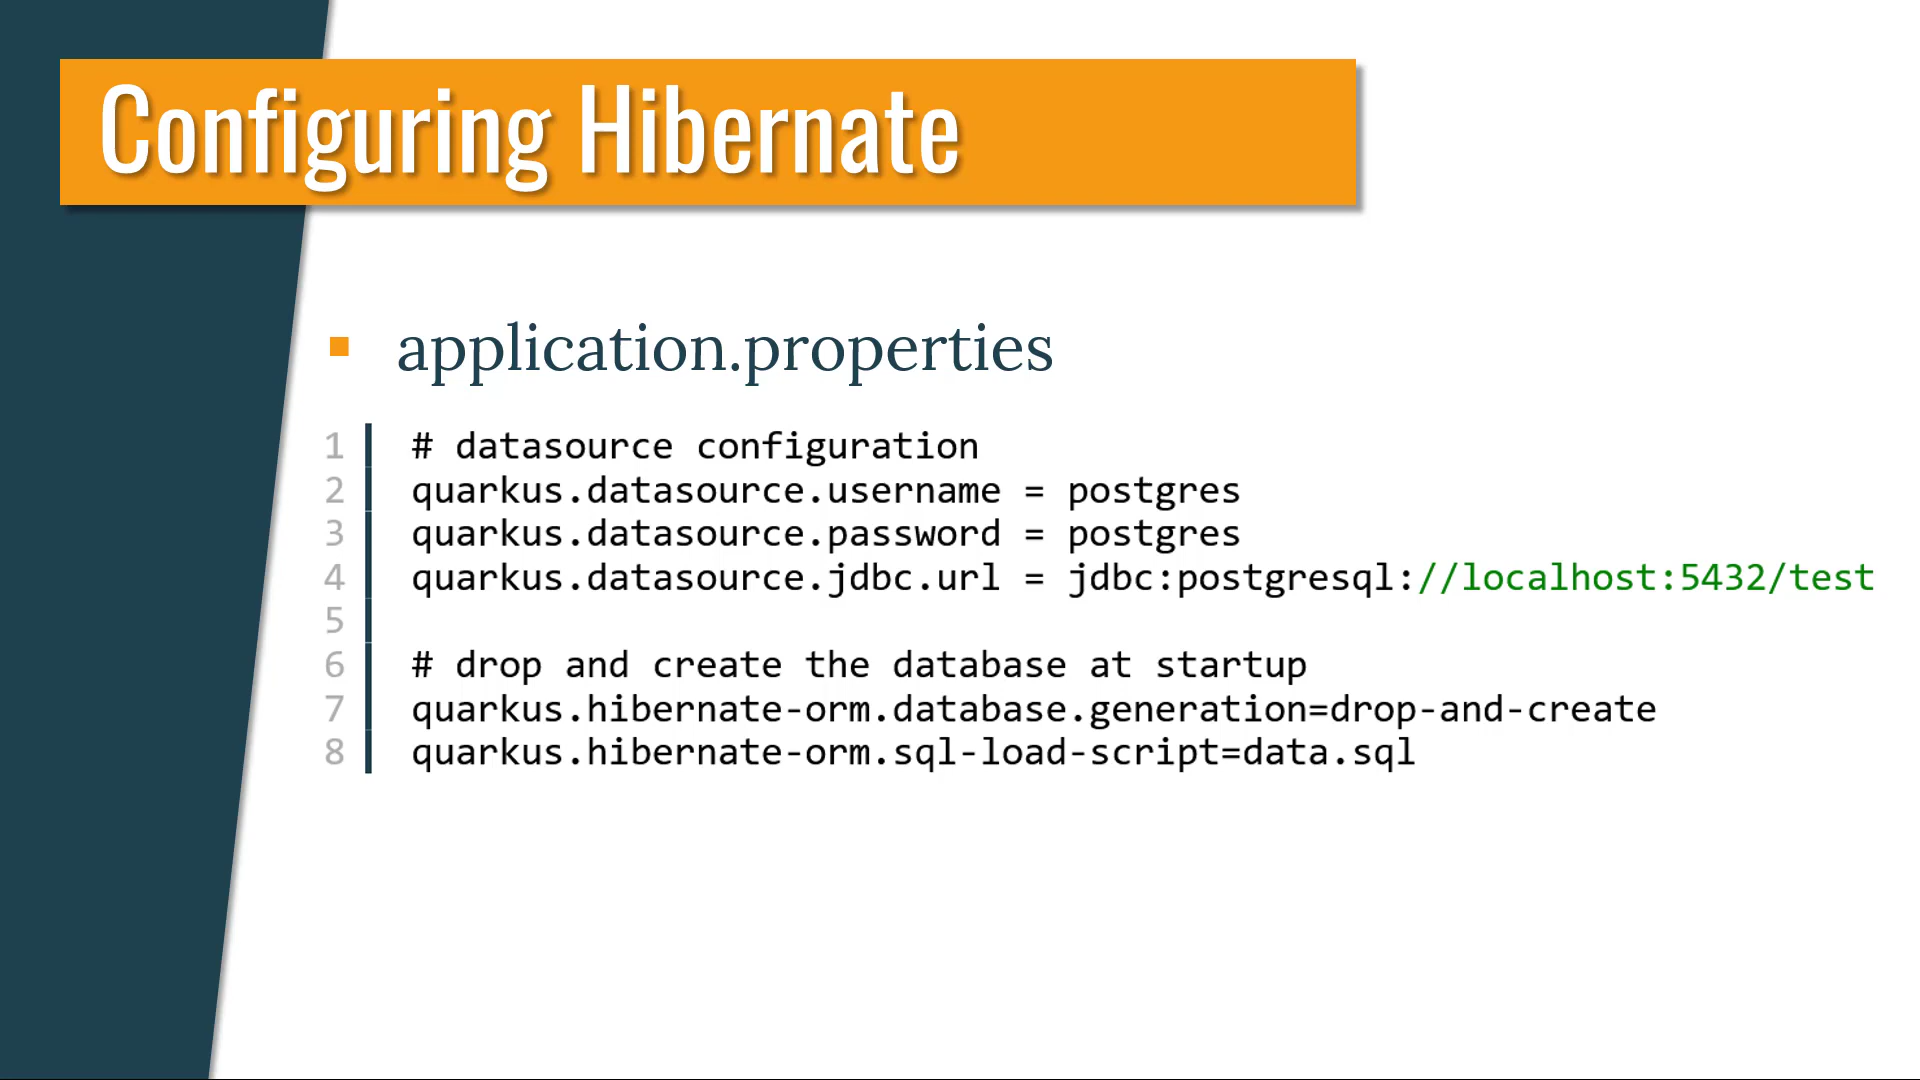 Configuring Hibernate
application.properties
1 # datasource configuration
2 quarkus.datasource.username = postgres
3 quarkus.datasource.password = postgres
4 quarkus.datasource.jdbc.url = jdbc:postgresql://localhost:5432/test
5
6 # drop and create the database at startup
7 quarkus.hibernate-orm.database.generation=drop-and-create
8 quarkus.hibernate-orm.sql-load-script=data.sql